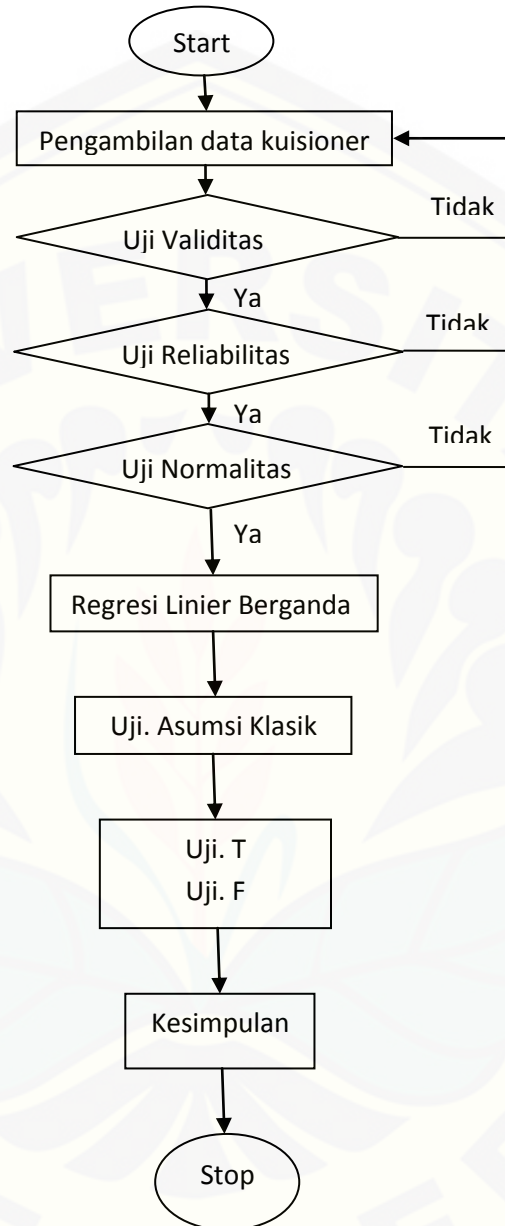 Start
Pengambilan data kuisioner
Tidak
Uji Validitas
Ya
Tidak
Uji Reliabilitas
Ya
Tidak
Uji Normalitas
Ya
Regresi Linier Berganda
Uji. Asumsi Klasik
Uji. T
Uji. F
Kesimpulan
Stop